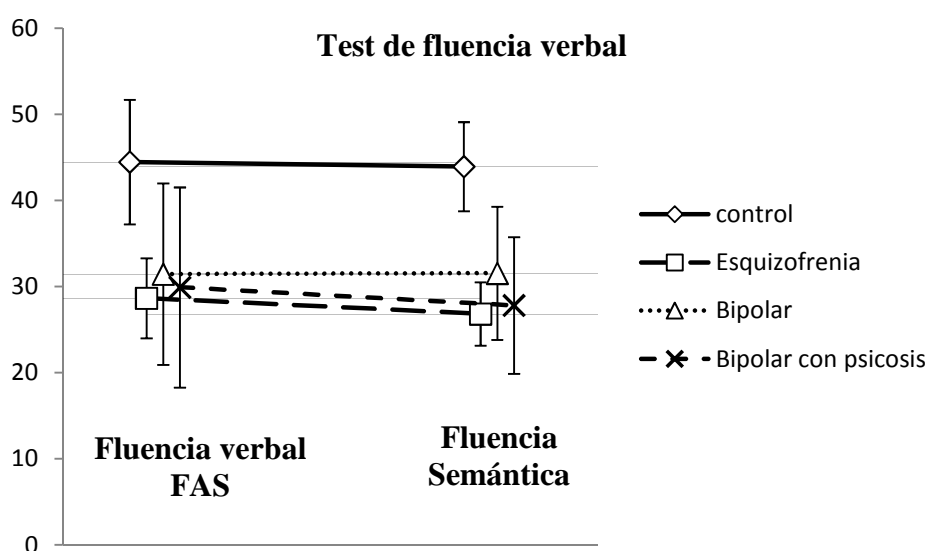 60
Test de fluencia verbal
50
40
30
20
10
0
Fluencia verbal
FAS
Fluencia
Semántica
control
Esquizofrenia
Bipolar
Bipolar con psicosis